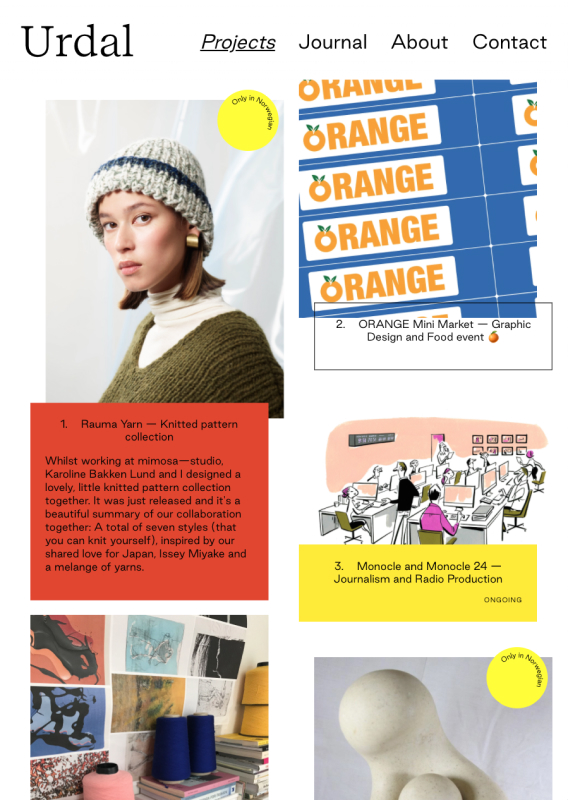 Urdal
Projects
Journal
About
Contact
Only in Norwegian
ORANGE
ORANGE
ORANGE
ORANGE
ORANGE
2. ORANGE Mini Market — Graphic
Design and Food event 🍊
1. Rauma Yarn — Knitted pattern
collection
Whilst working at mimosa—studio,
Karoline Bakken Lund and I designed a
lovely, little knitted pattern collection
together. It was just released and it's a
beautiful summary of our collaboration
together: A total of seven styles (that
you can knit yourself), inspired by our
shared love for Japan, Issey Miyake and
a melange of yarns.
3. Monocle and Monocle 24 —
Journalism and Radio Production
ONGOING
Only in Norwegian